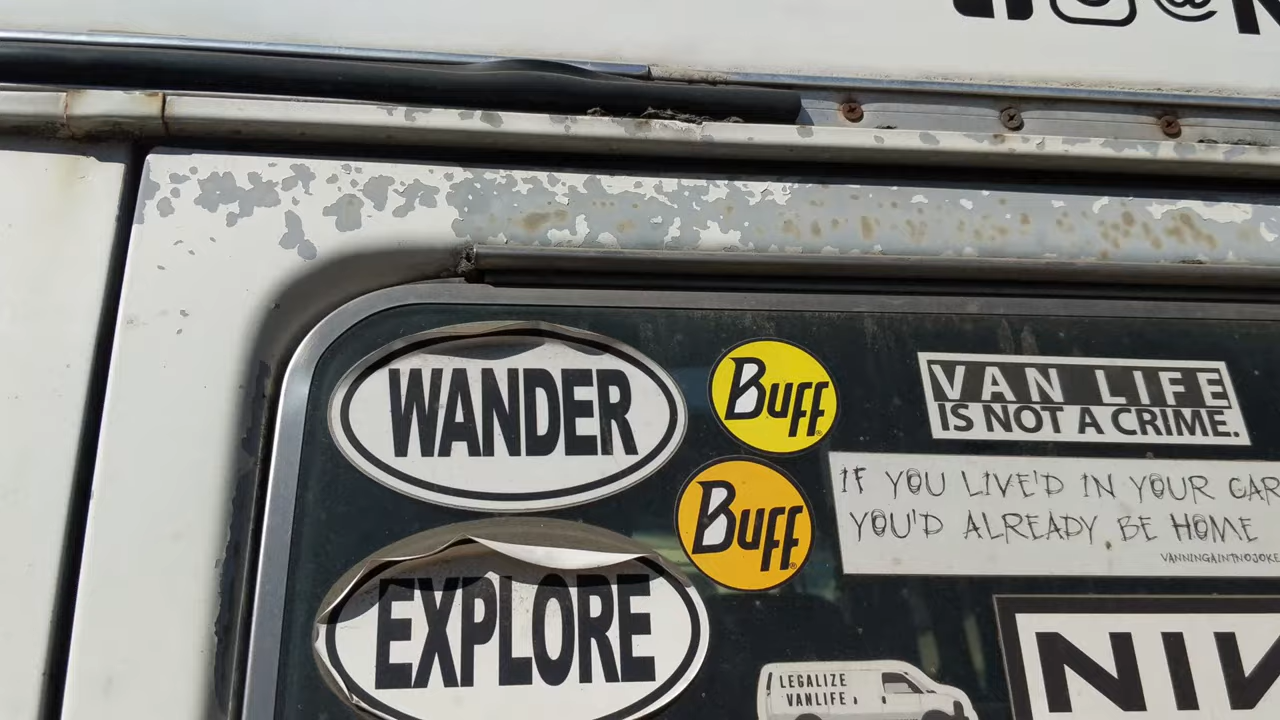 WANDER
BUFF
VAN LIFE
IS NOT A CRIME.
BUFF
IF YOU LIVE'D IN YOUR CAR
YOU'D ALREADY BE HOME
VANNINGAINTNOJOKE
EXPLORE
LEGALIZE
VANLIFE